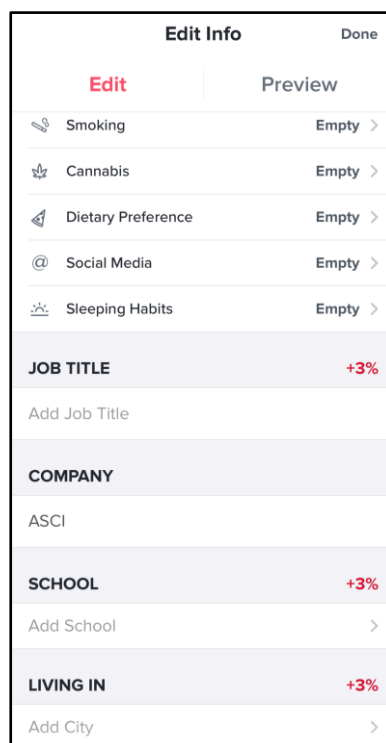 Edit Info Done
Edit Preview
Smoking Empty
Cannabis Empty
Dietary Preference Empty
@ Social Media Empty
Sleeping Habits Empty
JOB TITLE +3%
Add Job Title
COMPANY
ASCI
SCHOOL +3%
Add School
LIVING IN +3%
Add City